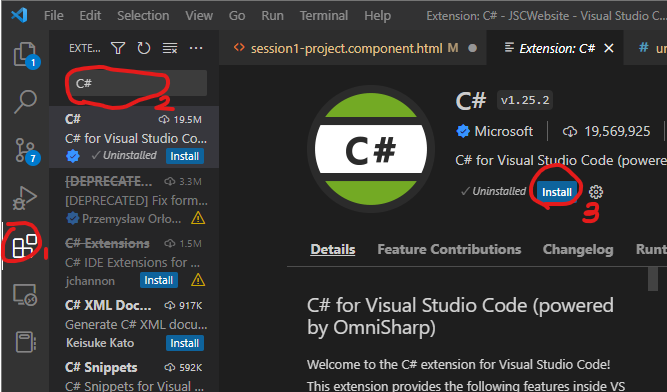 File Edit Selection View Go Run Terminal Help Extension: C# - JSCWebsite - Visual Studio C...
EXTE...
session1-project.component.html M
Extension: C#
# ur
1
C#
2
C# 19.5M
C# for Visual Studio Co...
Uninstalled Install
[DEPRECATE... 3.3M
[DEPRECATED] Fix form...
Przemysław Orło...
C# Extensions 1.5M
C# IDE Extensions for ...
jchannon Install
C# XML Doc... 917K
Generate C# XML docu...
Keisuke Kato Install
C# Snippets 592K
C# Snippets for Visual ...
7
1
C#
C# v1.25.2
Microsoft 19,569,925
C# for Visual Studio Code (powered
Uninstalled Install
3
Details Feature Contributions Changelog Runt
C# for Visual Studio Code (powered
by OmniSharp)
Welcome to the C# extension for Visual Studio Code!
This extension provides the following features inside VS